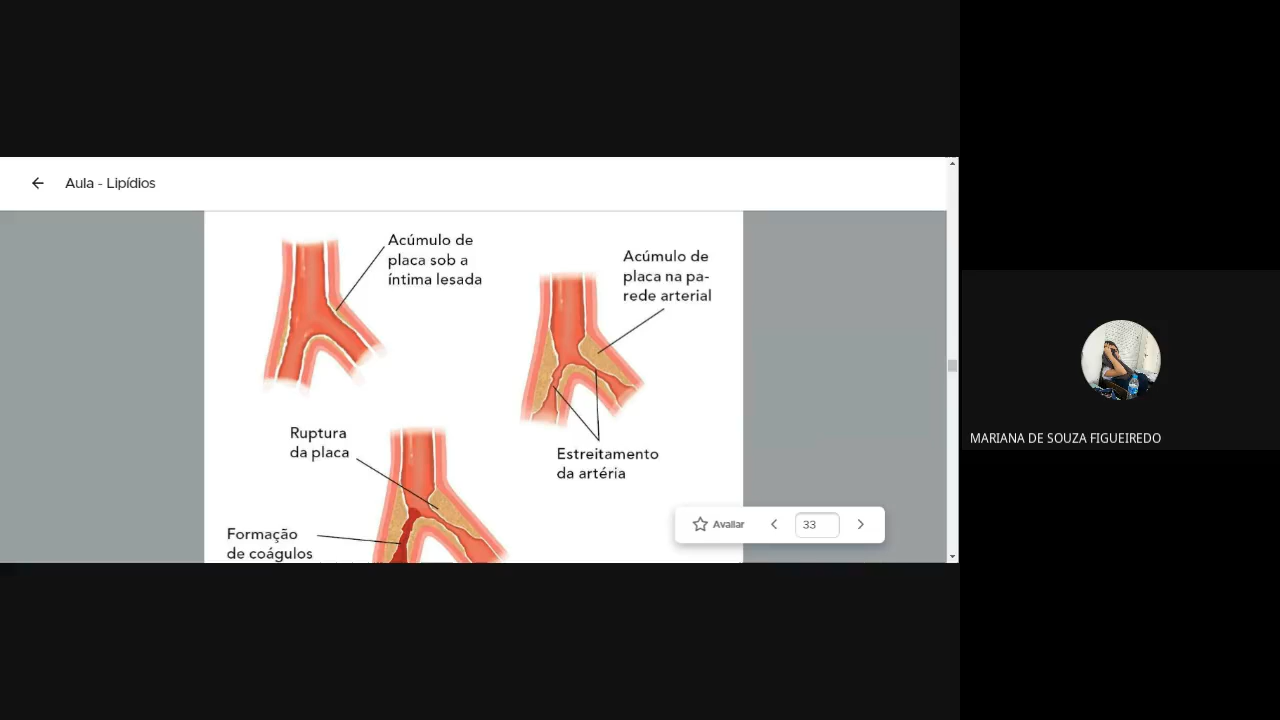 Aula - Lipídios
Acúmulo de
placa sob a
íntima lesada
Acúmulo de
placa na pa-
rede arterial
Estreitamento
da artéria
Ruptura
da placa
Formação
de coágulos
Avaliar
33
MARIANA DE SOUZA FIGUEIREDO